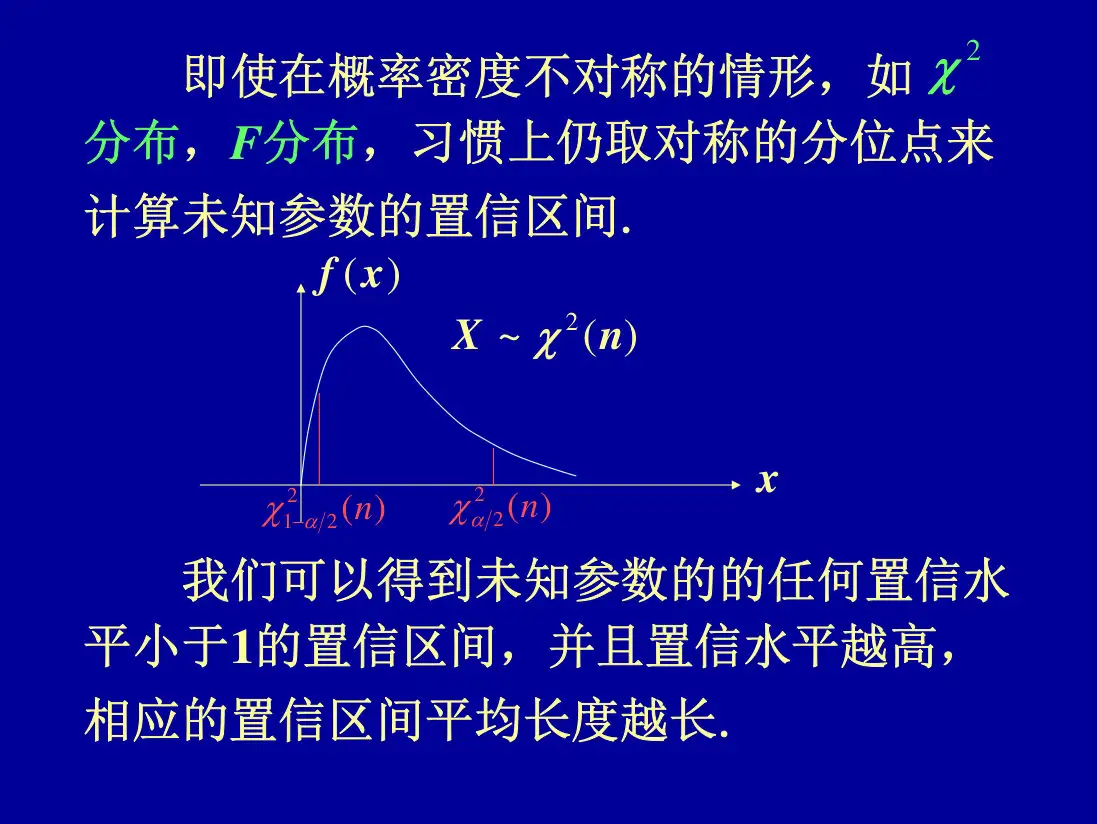 即使在概率密度不对称的情形，如 χ²
分布，F分布，习惯上仍取对称的分位点来
计算未知参数的置信区间.
f(x)
X ~ χ²(n)
x
χ²₁₋α/₂(n) χ²α/₂(n)
我们可以得到未知参数的的任何置信水
平小于1的置信区间，并且置信水平越高，
相应的置信区间平均长度越长.